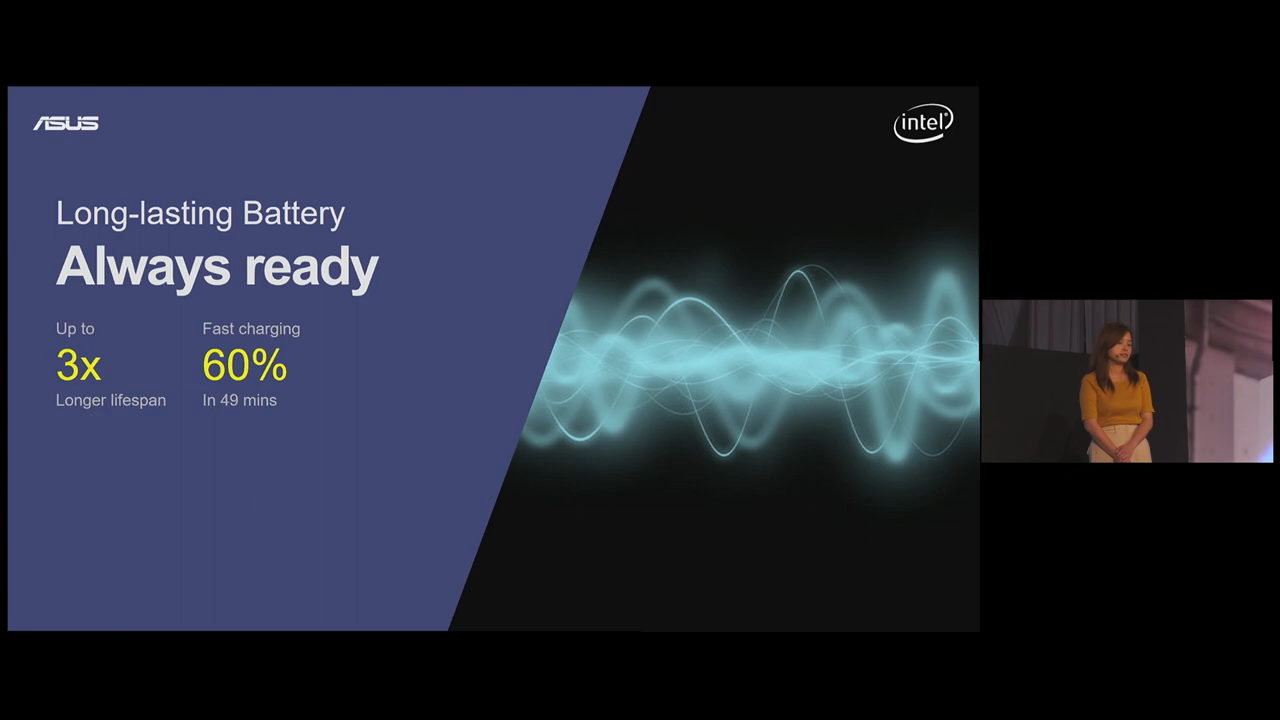 ASUS
intel
Long-lasting Battery
Always ready
Up to
3x
Longer lifespan
Fast charging
60%
In 49 mins